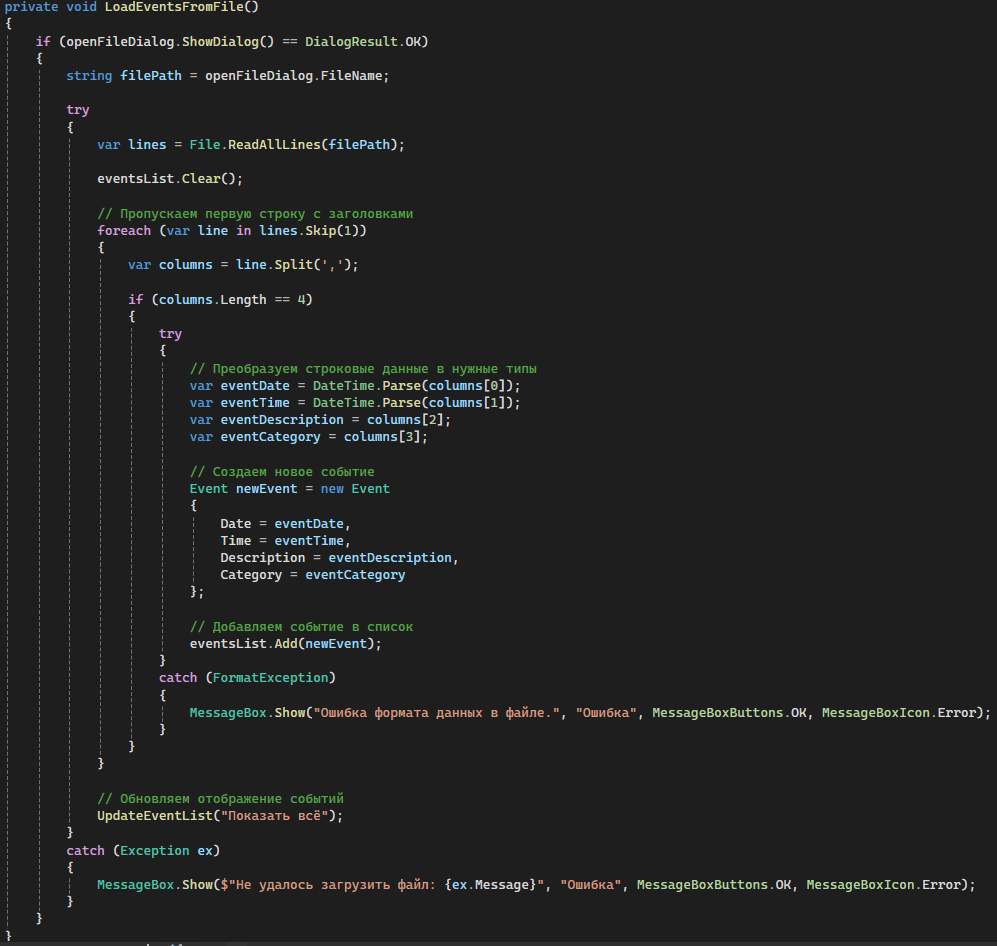 private void LoadEventsFromFile()
{
if (openFileDialog.ShowDialog() == DialogResult.OK)
{
string filePath = openFileDialog.FileName;
try
{
var lines = File.ReadAllLines(filePath);
eventsList.Clear();
// Пропускаем первую строку с заголовками
foreach (var line in lines.Skip(1))
{
var columns = line.Split(',');
if (columns.Length == 4)
{
try
{
// Преобразуем строковые данные в нужные типы
var eventDate = DateTime.Parse(columns[0]);
var eventTime = DateTime.Parse(columns[1]);
var eventDescription = columns[2];
var eventCategory = columns[3];
// Создаем новое событие
Event newEvent = new Event
{
Date = eventDate,
Time = eventTime,
Description = eventDescription,
Category = eventCategory
};
// Добавляем событие в список
eventsList.Add(newEvent);
}
catch (FormatException)
{
MessageBox.Show("Ошибка формата данных в файле.", "Ошибка", MessageBoxButtons.OK, MessageBoxIcon.Error);
}
}
}
// Обновляем отображение событий
UpdateEventList("Показать всё");
}
catch (Exception ex)
{
MessageBox.Show($"Не удалось загрузить файл: {ex.Message}", "Ошибка", MessageBoxButtons.OK, MessageBoxIcon.Error);
}
}
}